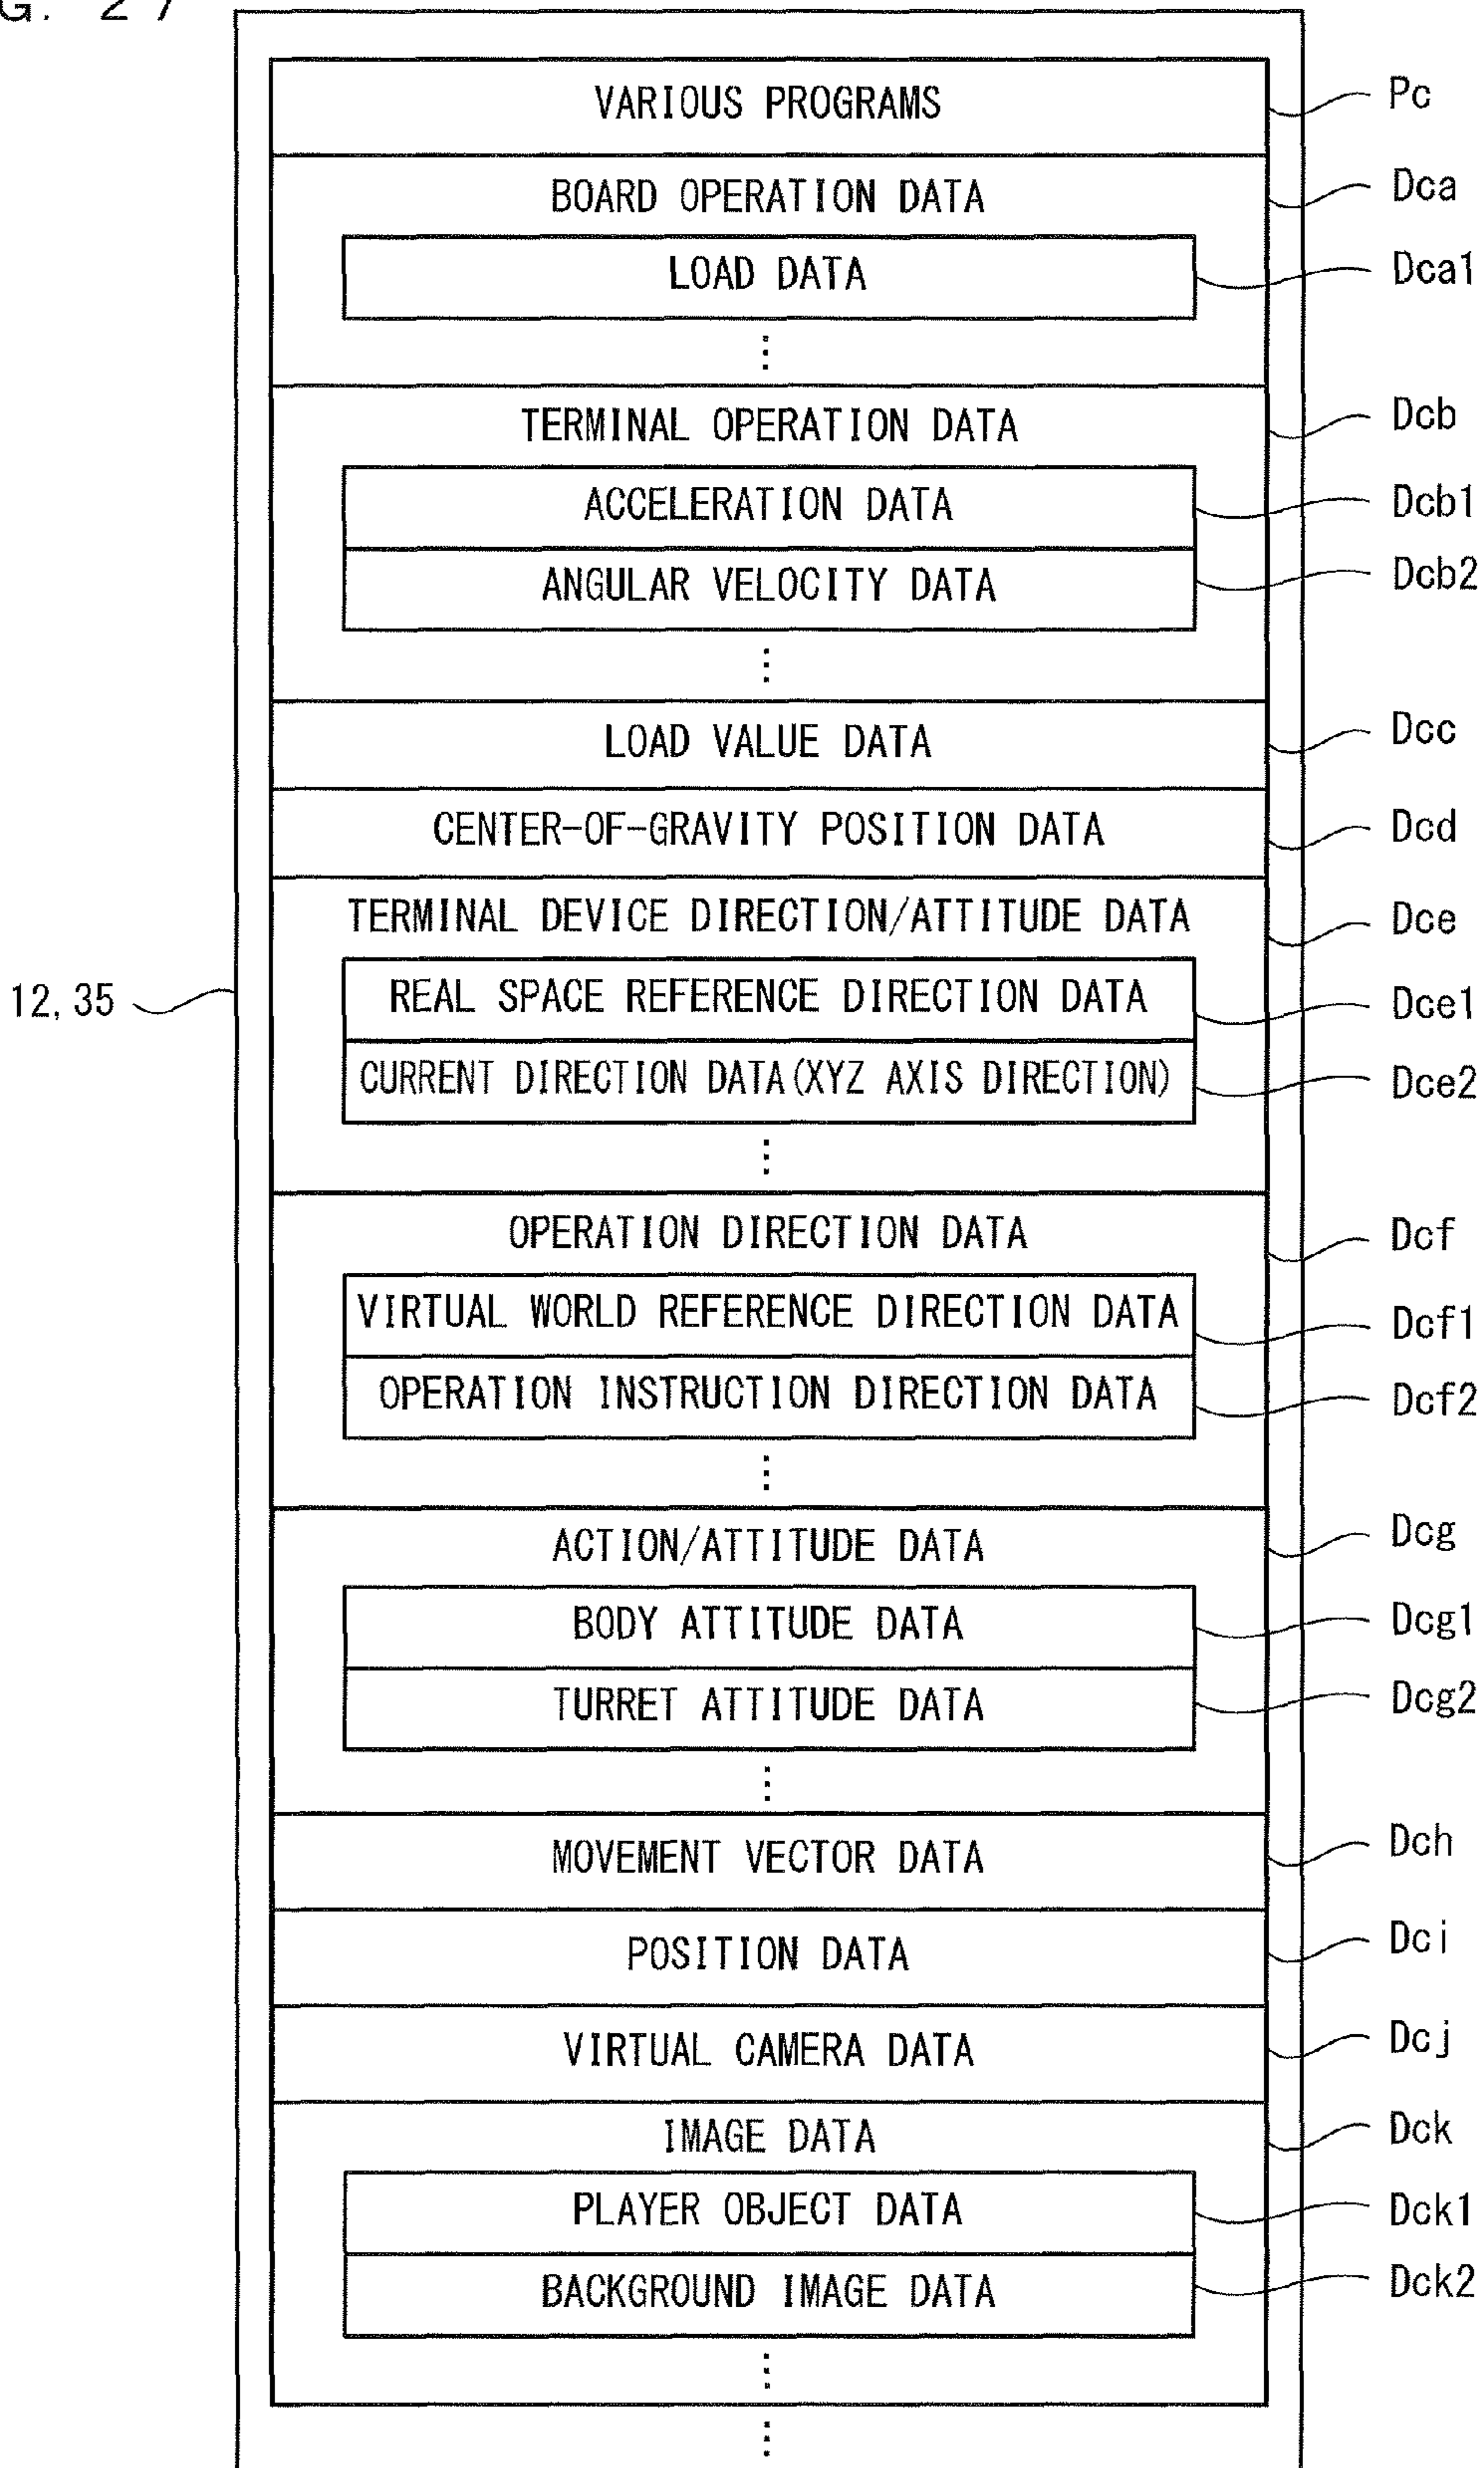 G. 27
VARIOUS PROGRAMS Pc
BOARD OPERATION DATA Dca
LOAD DATA Dca1
⋮
TERMINAL OPERATION DATA Dcb
ACCELERATION DATA Dcb1
ANGULAR VELOCITY DATA Dcb2
⋮
LOAD VALUE DATA Dcc
CENTER-OF-GRAVITY POSITION DATA Dcd
TERMINAL DEVICE DIRECTION/ATTITUDE DATA Dce
12, 35 REAL SPACE REFERENCE DIRECTION DATA Dce1
CURRENT DIRECTION DATA(XYZ AXIS DIRECTION) Dce2
⋮
OPERATION DIRECTION DATA Dcf
VIRTUAL WORLD REFERENCE DIRECTION DATA Dcf1
OPERATION INSTRUCTION DIRECTION DATA Dcf2
⋮
ACTION/ATTITUDE DATA Dcg
BODY ATTITUDE DATA Dcg1
TURRET ATTITUDE DATA Dcg2
⋮
MOVEMENT VECTOR DATA Dch
POSITION DATA Dci
VIRTUAL CAMERA DATA Dcj
IMAGE DATA Dck
PLAYER OBJECT DATA Dck1
BACKGROUND IMAGE DATA Dck2
⋮
⋮